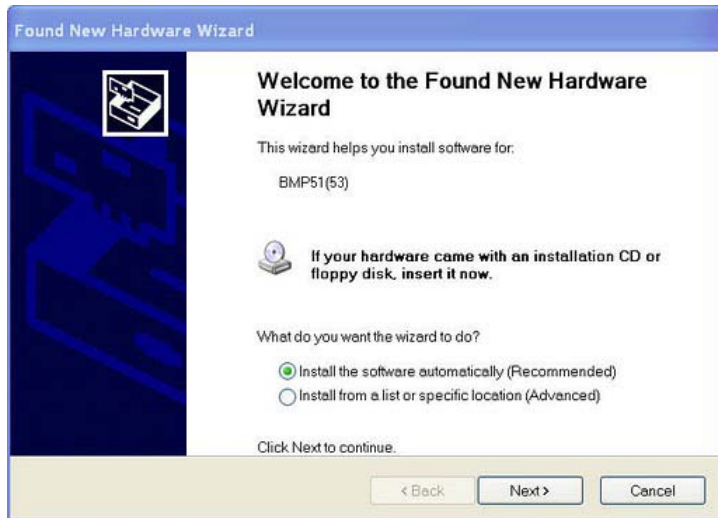 Found New Hardware Wizard
Welcome to the Found New Hardware
Wizard
This wizard helps you install software for:
BMP51(53)
If your hardware came with an installation CD or
floppy disk, insert it now.
What do you want the wizard to do?
Install the software automatically (Recommended)
Install from a list or specific location (Advanced)
Click Next to continue.
< Back Next > Cancel